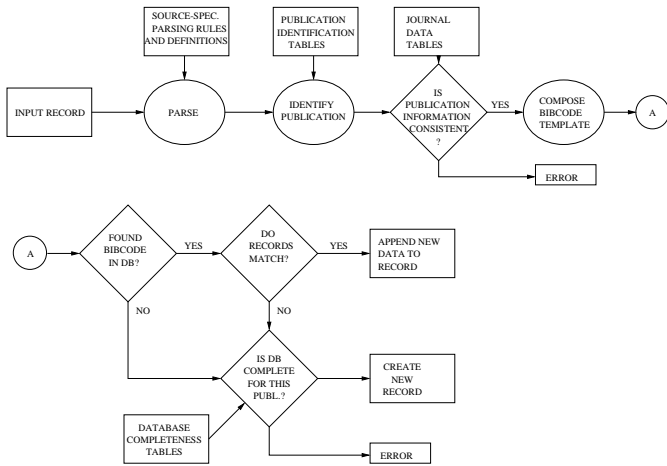 SOURCE-SPEC.
PARSING RULES
AND DEFINITIONS
PUBLICATION
IDENTIFICATION
TABLES
JOURNAL
DATA
TABLES
INPUT RECORD
PARSE
IDENTIFY
PUBLICATION
IS
PUBLICATION
INFORMATION
CONSISTENT
?
YES
COMPOSE
BIBCODE
TEMPLATE
A
ERROR
A
FOUND
BIBCODE
IN DB?
YES
DO
RECORDS
MATCH?
YES
APPEND NEW
DATA TO
RECORD
NO
NO
IS DB
COMPLETE
FOR THIS
PUBL.?
CREATE
NEW
RECORD
DATABASE
COMPLETENESS
TABLES
ERROR